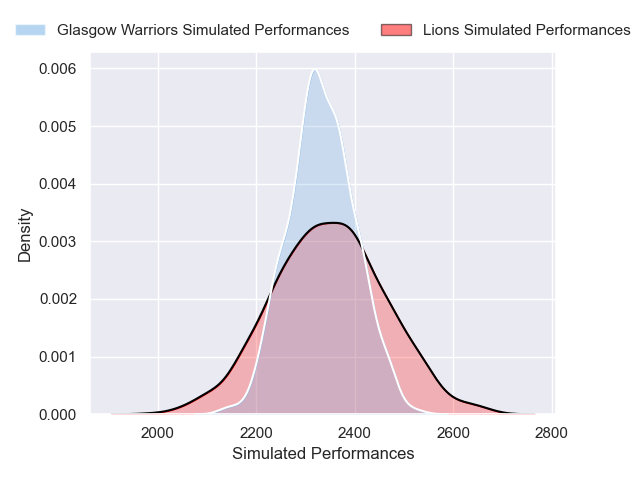 Glasgow Warriors Simulated Performances Lions Simulated Performances
0.006
0.005
0.004
0.003
0.002
0.001
0.000
Density
2000 2200 2400 2600 2800
Simulated Performances